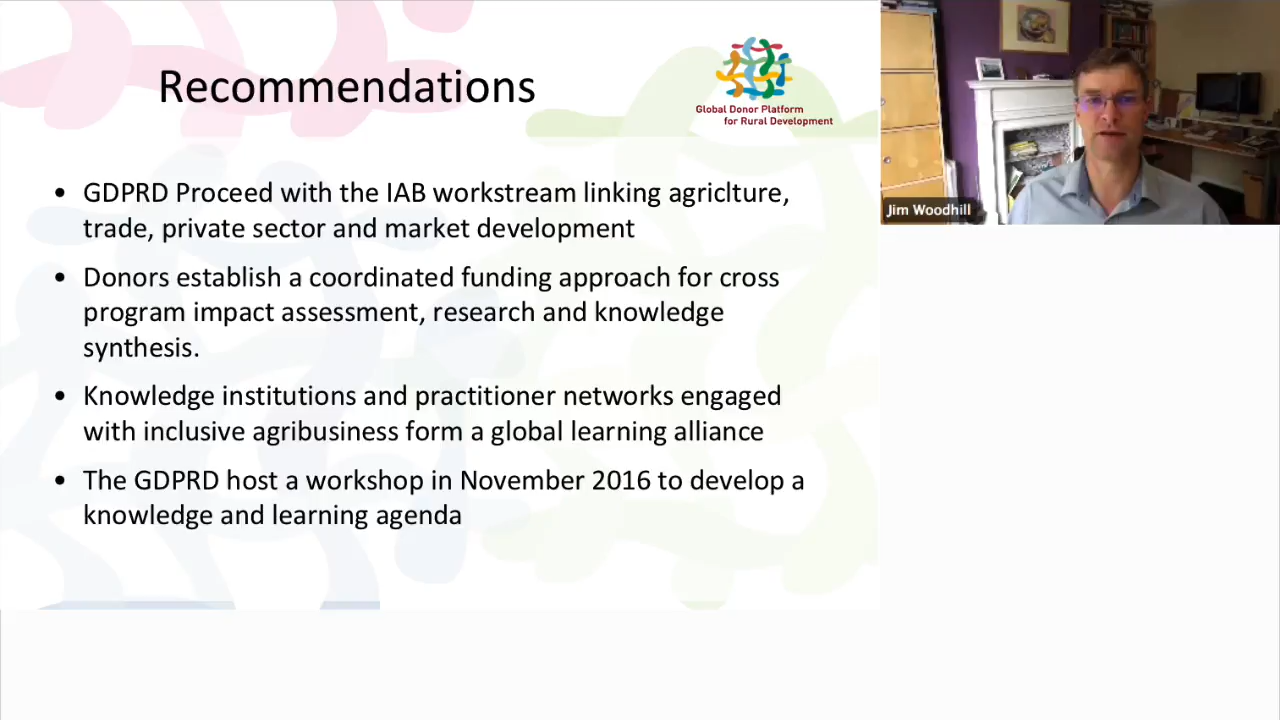 Recommendations
Global Donor Platform
for Rural Development
• GDPRD Proceed with the IAB workstream linking agriclture,
trade, private sector and market development
• Donors establish a coordinated funding approach for cross
program impact assessment, research and knowledge
synthesis.
• Knowledge institutions and practitioner networks engaged
with inclusive agribusiness form a global learning alliance
• The GDPRD host a workshop in November 2016 to develop a
knowledge and learning agenda
Jim Woodhill